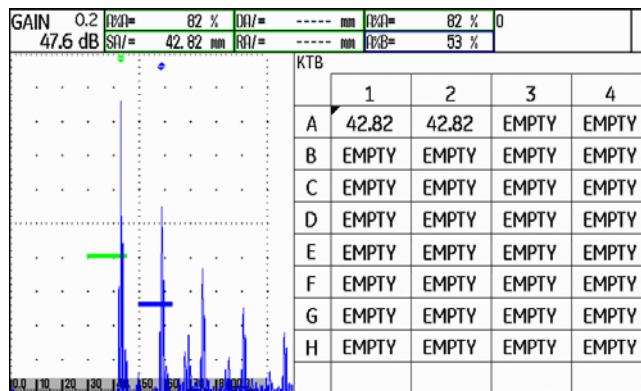 GAIN 0.2 A%A= 82 % DA/= ----- mm A%A= 82 % 0
47.6 dB SA/= 42.82 mm RA/= ----- mm A%B= 53 %
KTB
1 2 3 4
A 42.82 42.82 EMPTY EMPTY
B EMPTY EMPTY EMPTY EMPTY
C EMPTY EMPTY EMPTY EMPTY
D EMPTY EMPTY EMPTY EMPTY
E EMPTY EMPTY EMPTY EMPTY
F EMPTY EMPTY EMPTY EMPTY
G EMPTY EMPTY EMPTY EMPTY
H EMPTY EMPTY EMPTY EMPTY
0.0 10 20 30 40 50 60